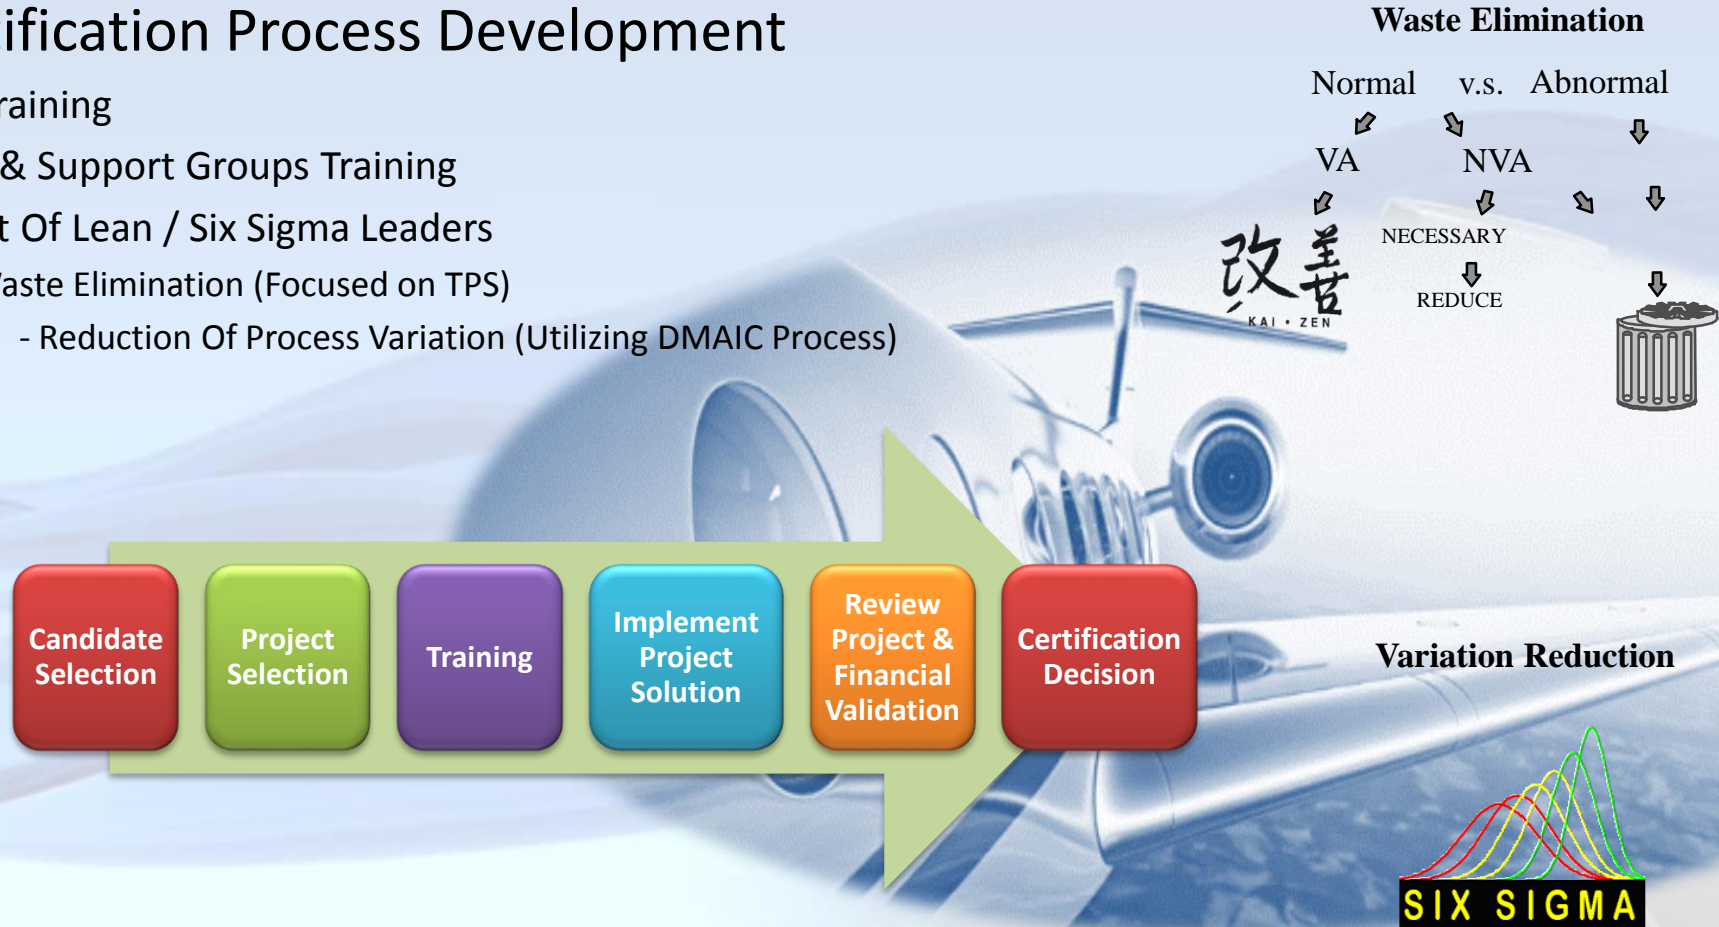 tification Process Development
raining
& Support Groups Training
t Of Lean / Six Sigma Leaders
Waste Elimination (Focused on TPS)
- Reduction Of Process Variation (Utilizing DMAIC Process)
Waste Elimination
Normal v.s. Abnormal
VA NVA
改善
KAI • ZEN
NECESSARY
REDUCE
Candidate
Selection
Project
Selection
Training
Implement
Project
Solution
Review
Project &
Financial
Validation
Certification
Decision
Variation Reduction
SIX SIGMA